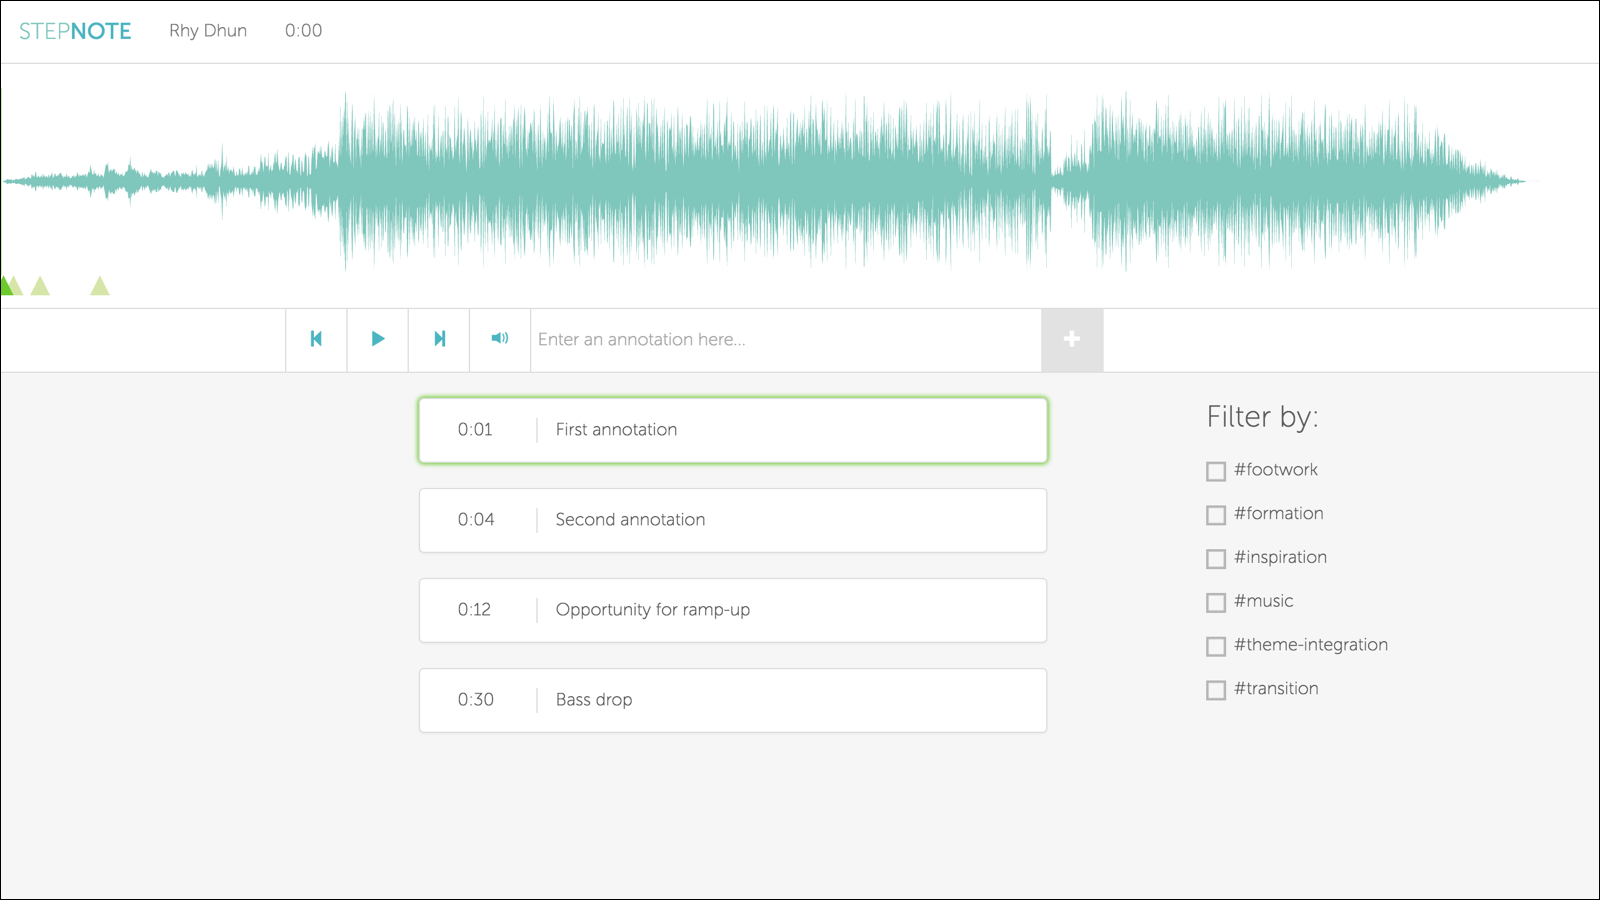 STEPNOTE Rhy Dhun 0:00
Enter an annotation here...
0:01 First annotation
0:04 Second annotation
0:12 Opportunity for ramp-up
0:30 Bass drop
Filter by:
#footwork
#formation
#inspiration
#music
#theme-integration
#transition